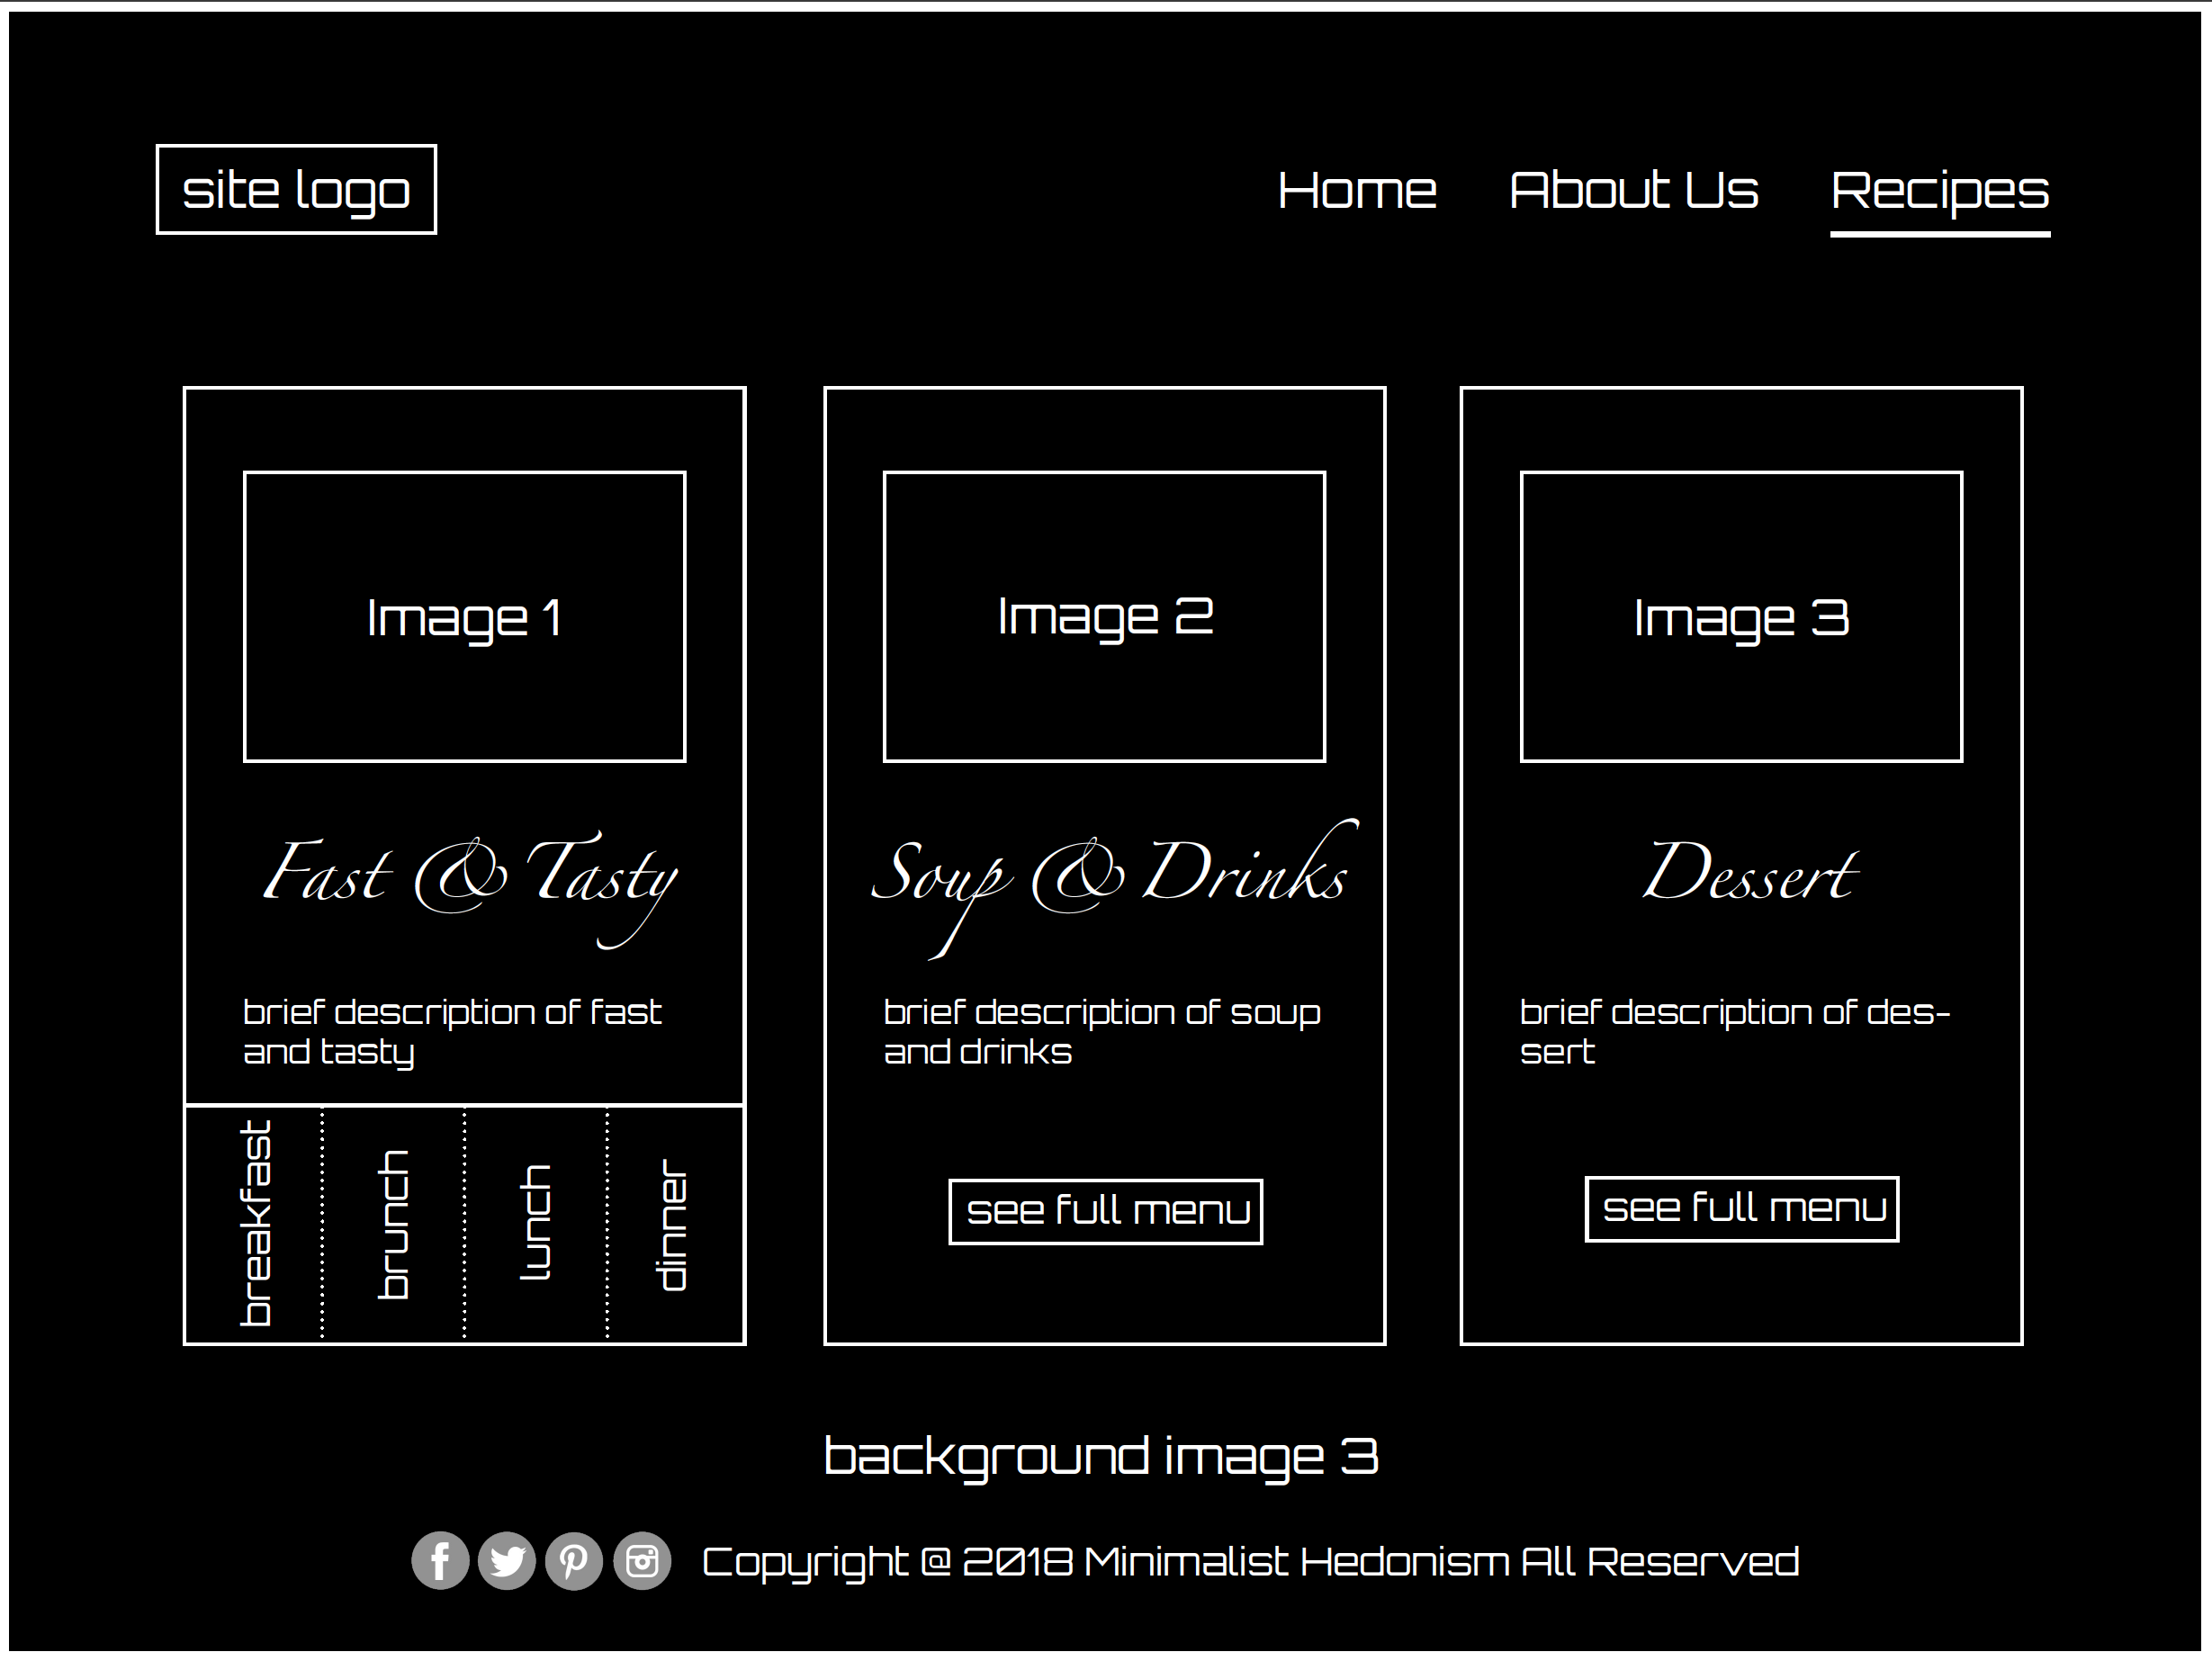 site logo
Home About Us Recipes
Image 1
Fast & Tasty
brief description of fast
and tasty
breakfast
brunch
lunch
dinner
Image 2
Soup & Drinks
brief description of soup
and drinks
see full menu
Image 3
Dessert
brief description of des-
sert
see full menu
background image 3
Copyright @ 2018 Minimalist Hedonism All Reserved